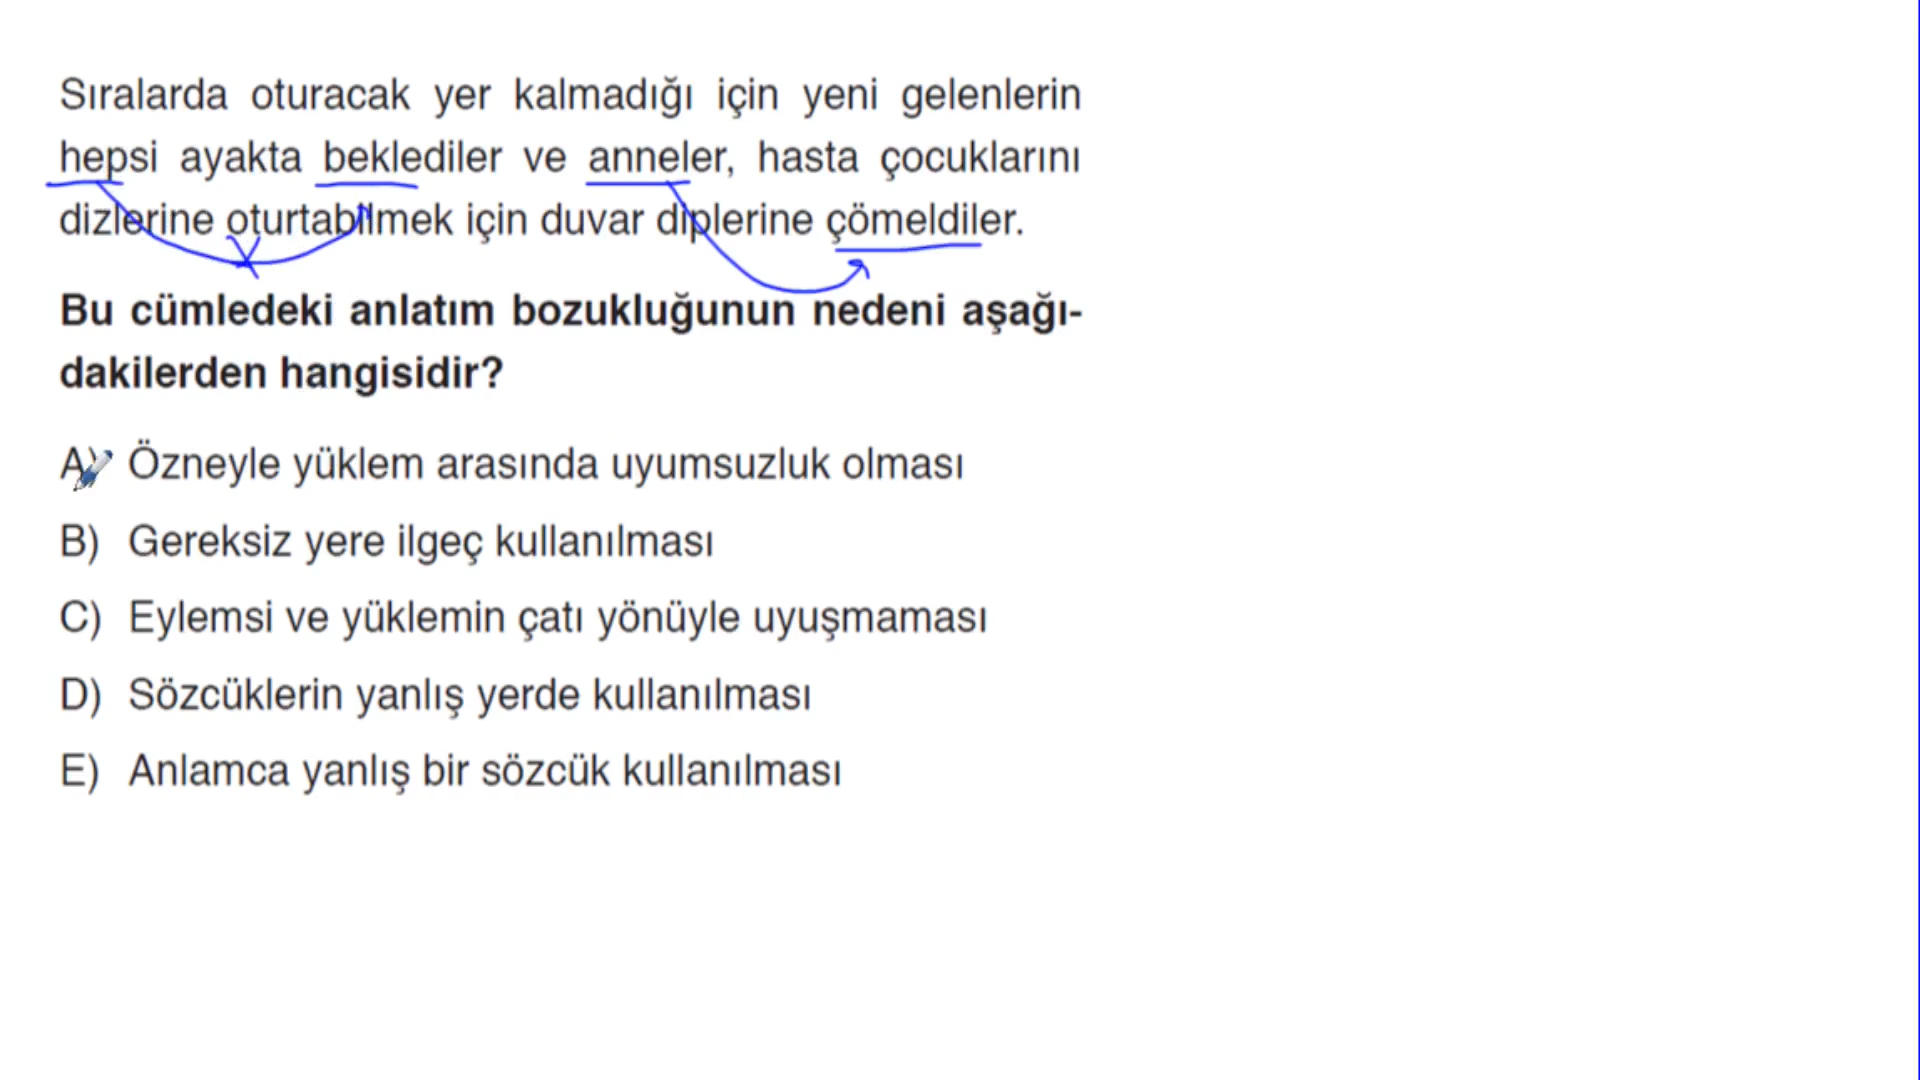 Sıralarda oturacak yer kalmadığı için yeni gelenlerin
hepsi ayakta beklediler ve anneler, hasta çocuklarını
dizlerine oturtabilmek için duvar diplerine çömeldiler.
Bu cümledeki anlatım bozukluğunun nedeni aşağı-
dakilerden hangisidir?
A) Özneyle yüklem arasında uyumsuzluk olması
B) Gereksiz yere ilgeç kullanılması
C) Eylemsi ve yüklemin çatı yönüyle uyuşmaması
D) Sözcüklerin yanlış yerde kullanılması
E) Anlamca yanlış bir sözcük kullanılması